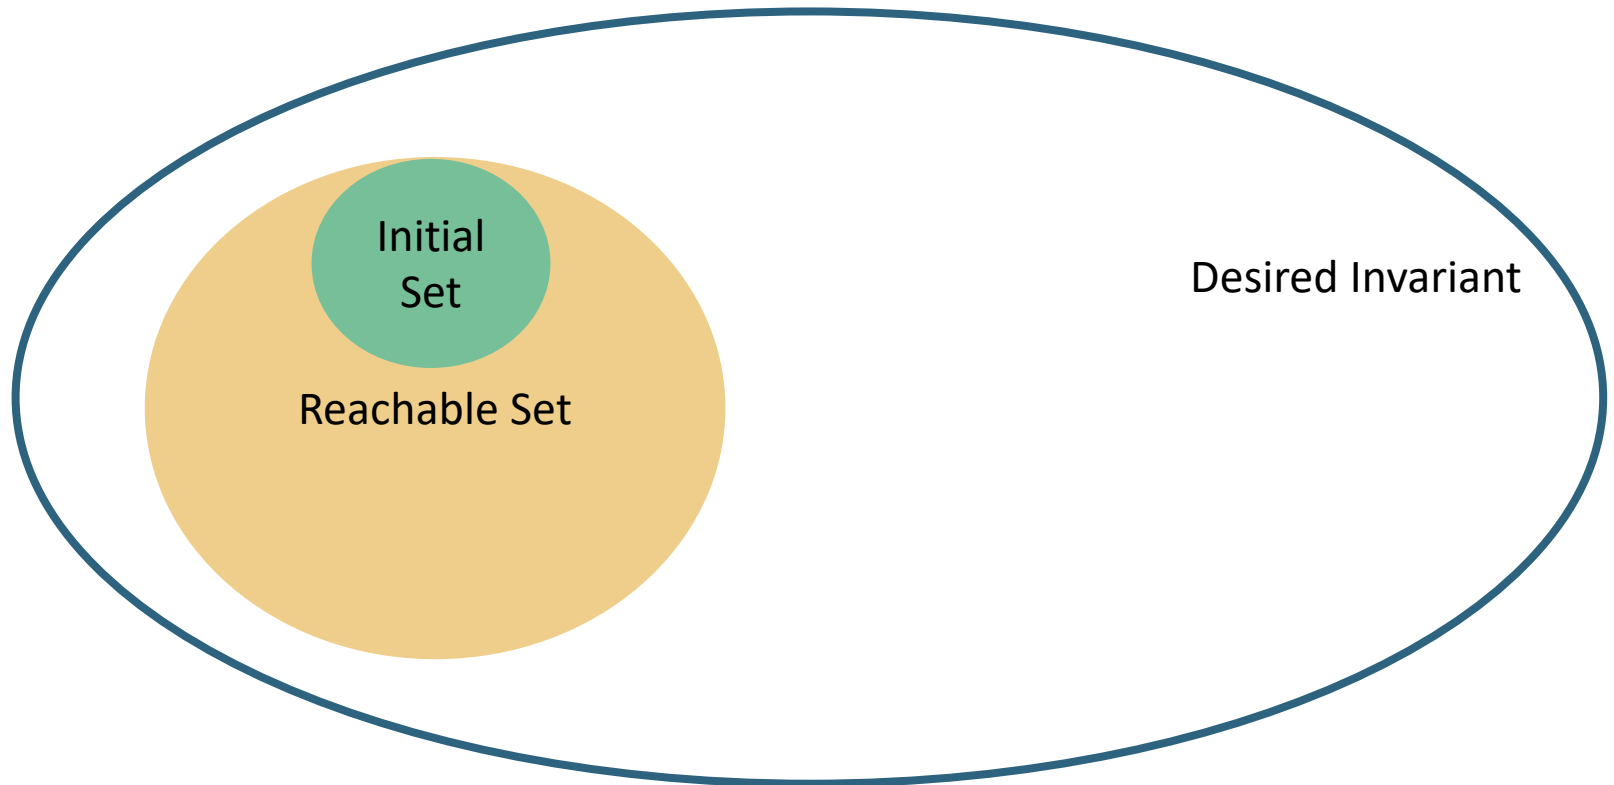 Initial
Set
Desired Invariant
Reachable Set